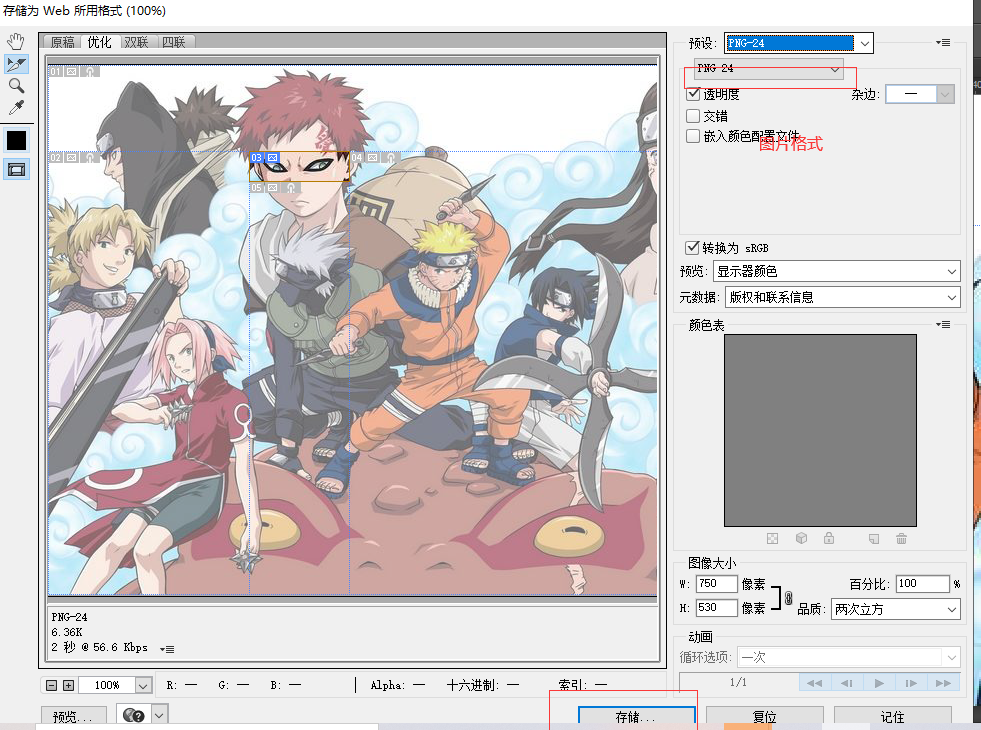 存储为 Web 所用格式 (100%)
原稿 优化 双联 四联
预设: PNG-24
PNG-24
透明度 杂边: —
交错
嵌入颜色配置文件
图片格式
01
02 03 04
05
转换为 sRGB
预览: 显示器颜色
元数据: 版权和联系信息
颜色表
图像大小
W: 750 像素 百分比: 100 %
H: 530 像素 品质: 两次立方
PNG-24
6.36K
2 秒 @ 56.6 Kbps
动画
循环选项: 一次
1/1
100% R: — G: — B: — Alpha: — 十六进制: — 索引: —
预览... 存储... 复位 记住